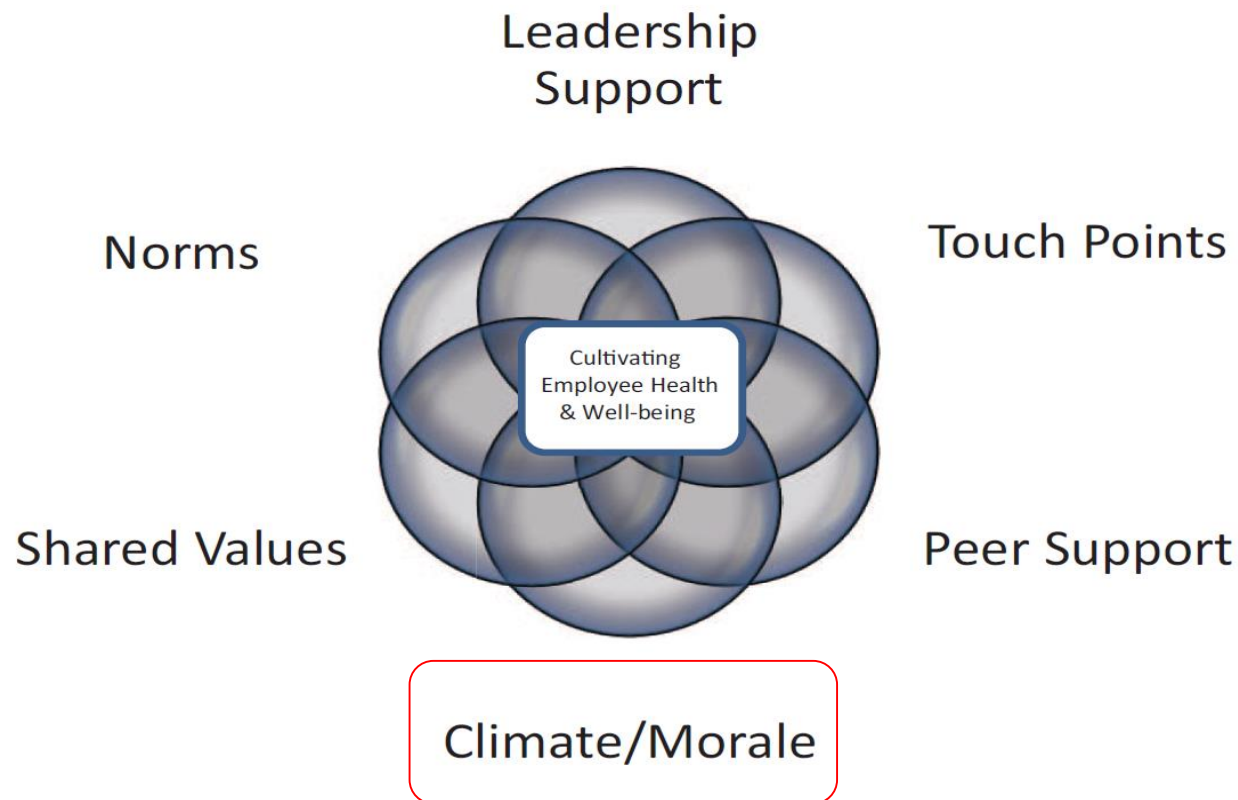 Leadership
Support
Norms
Touch Points
Cultivating
Employee Health
& Well-being
Shared Values
Peer Support
Climate/Morale